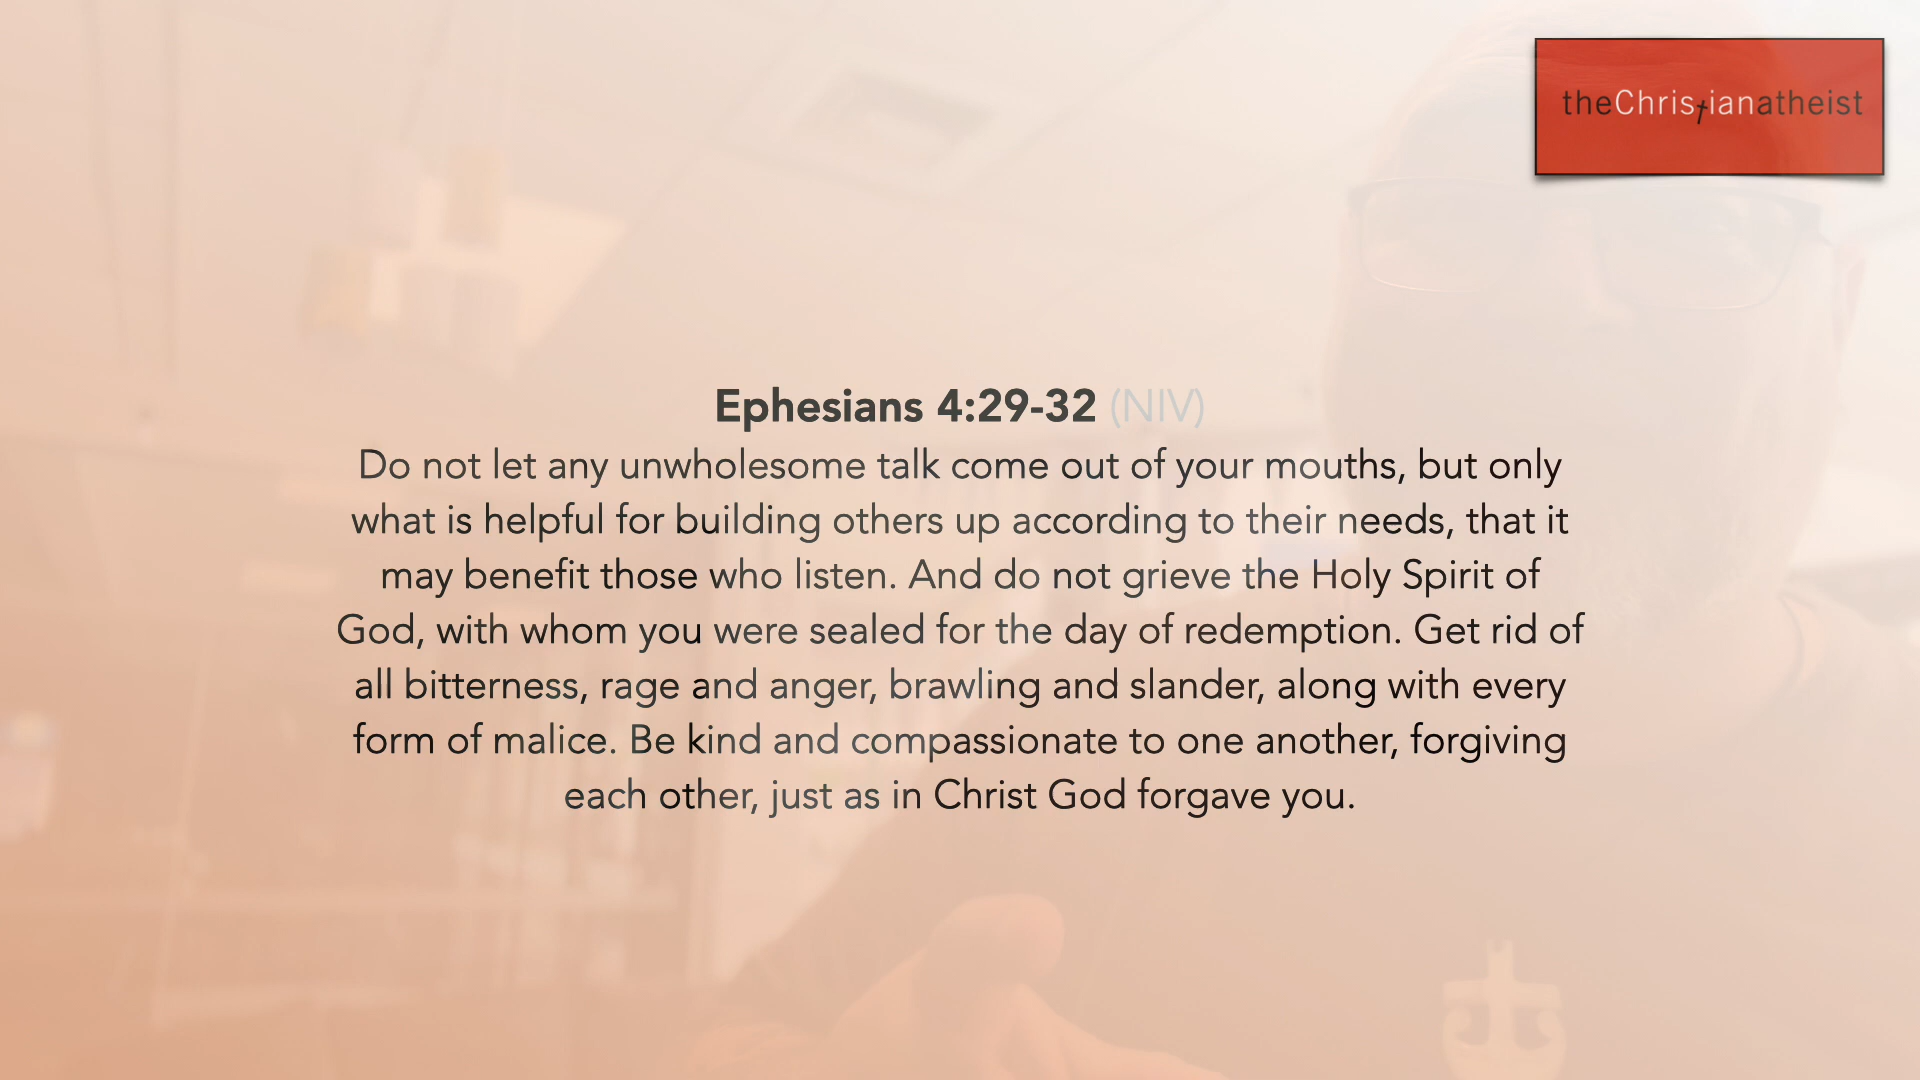 theChristianatheist
Ephesians 4:29-32 (NIV)
Do not let any unwholesome talk come out of your mouths, but only
what is helpful for building others up according to their needs, that it
may benefit those who listen. And do not grieve the Holy Spirit of
God, with whom you were sealed for the day of redemption. Get rid of
all bitterness, rage and anger, brawling and slander, along with every
form of malice. Be kind and compassionate to one another, forgiving
each other, just as in Christ God forgave you.